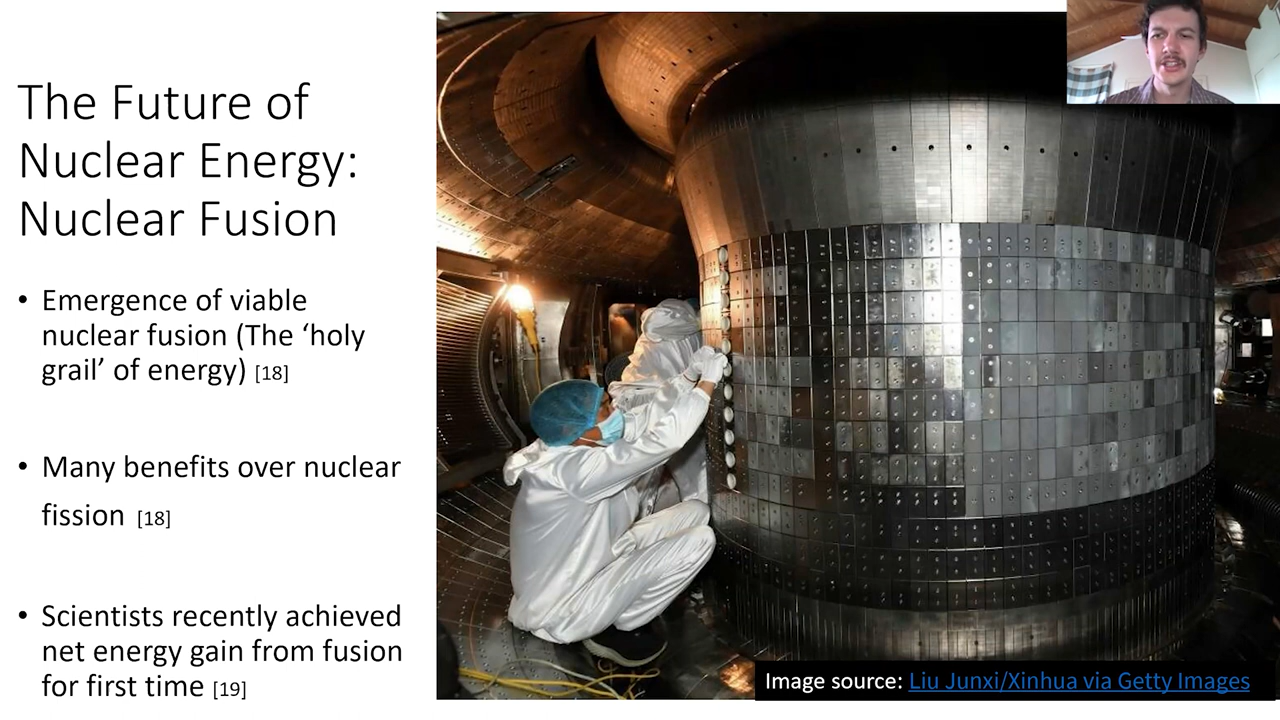 The Future of
Nuclear Energy:
Nuclear Fusion
• Emergence of viable
nuclear fusion (The ‘holy
grail’ of energy) [18]
• Many benefits over nuclear
fission [18]
• Scientists recently achieved
net energy gain from fusion
for first time [19]
Image source: Liu Junxi/Xinhua via Getty Images